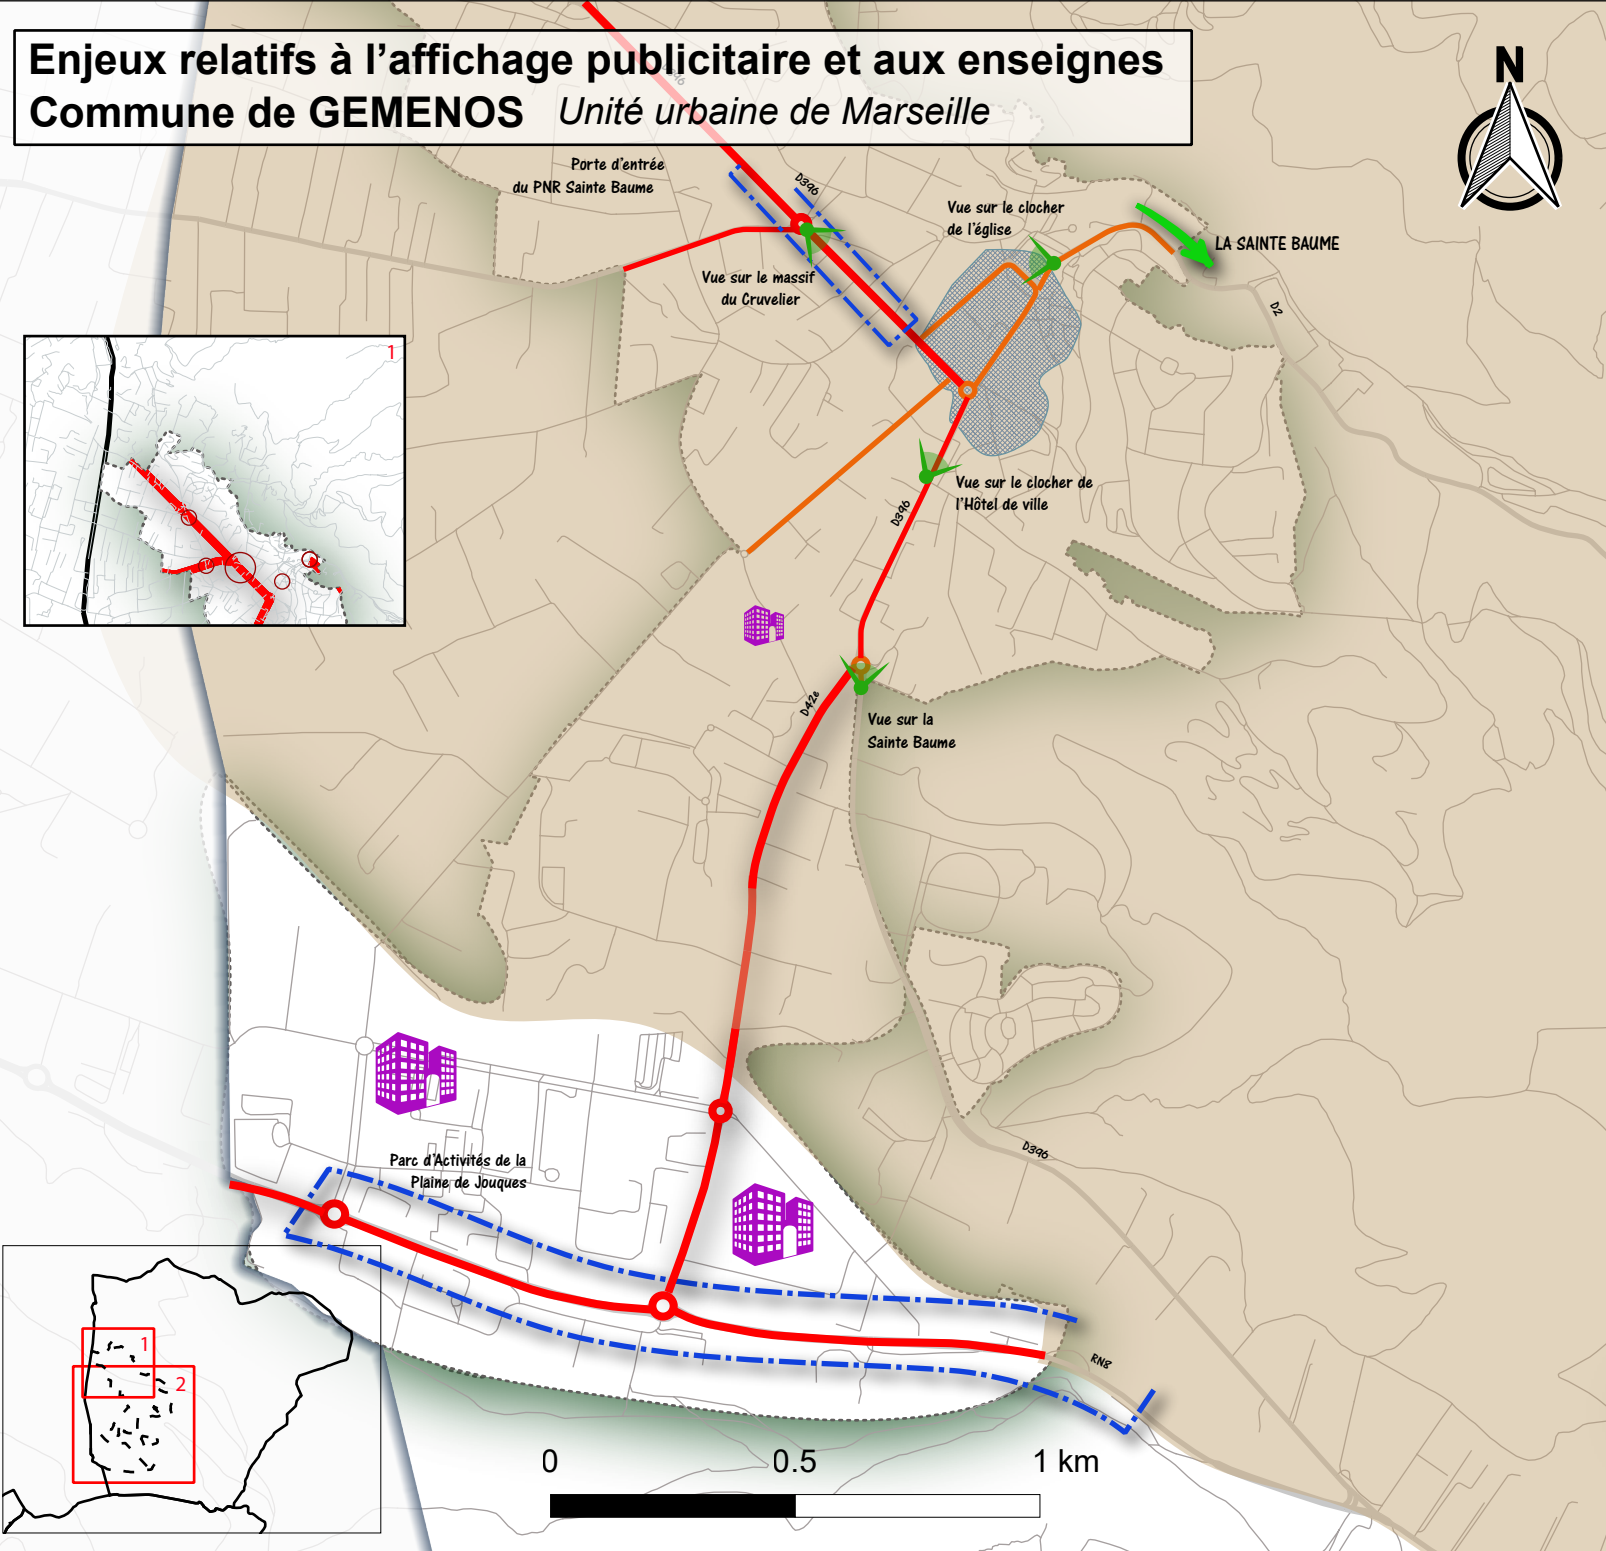 Enjeux relatifs à l'affichage publicitaire et aux enseignes
Commune de GEMENOS Unité urbaine de Marseille
N
Porte d'entrée
du PNR Sainte Baume
D396
Vue sur le clocher
de l'église
LA SAINTE BAUME
Vue sur le massif
du Cruvelier
D2
1
Vue sur le clocher de
l'Hôtel de ville
D396
D42e
Vue sur la
Sainte Baume
D396
Parc d'Activités de la
Plaine de Jouques
RN8
1
2
0 0.5 1 km